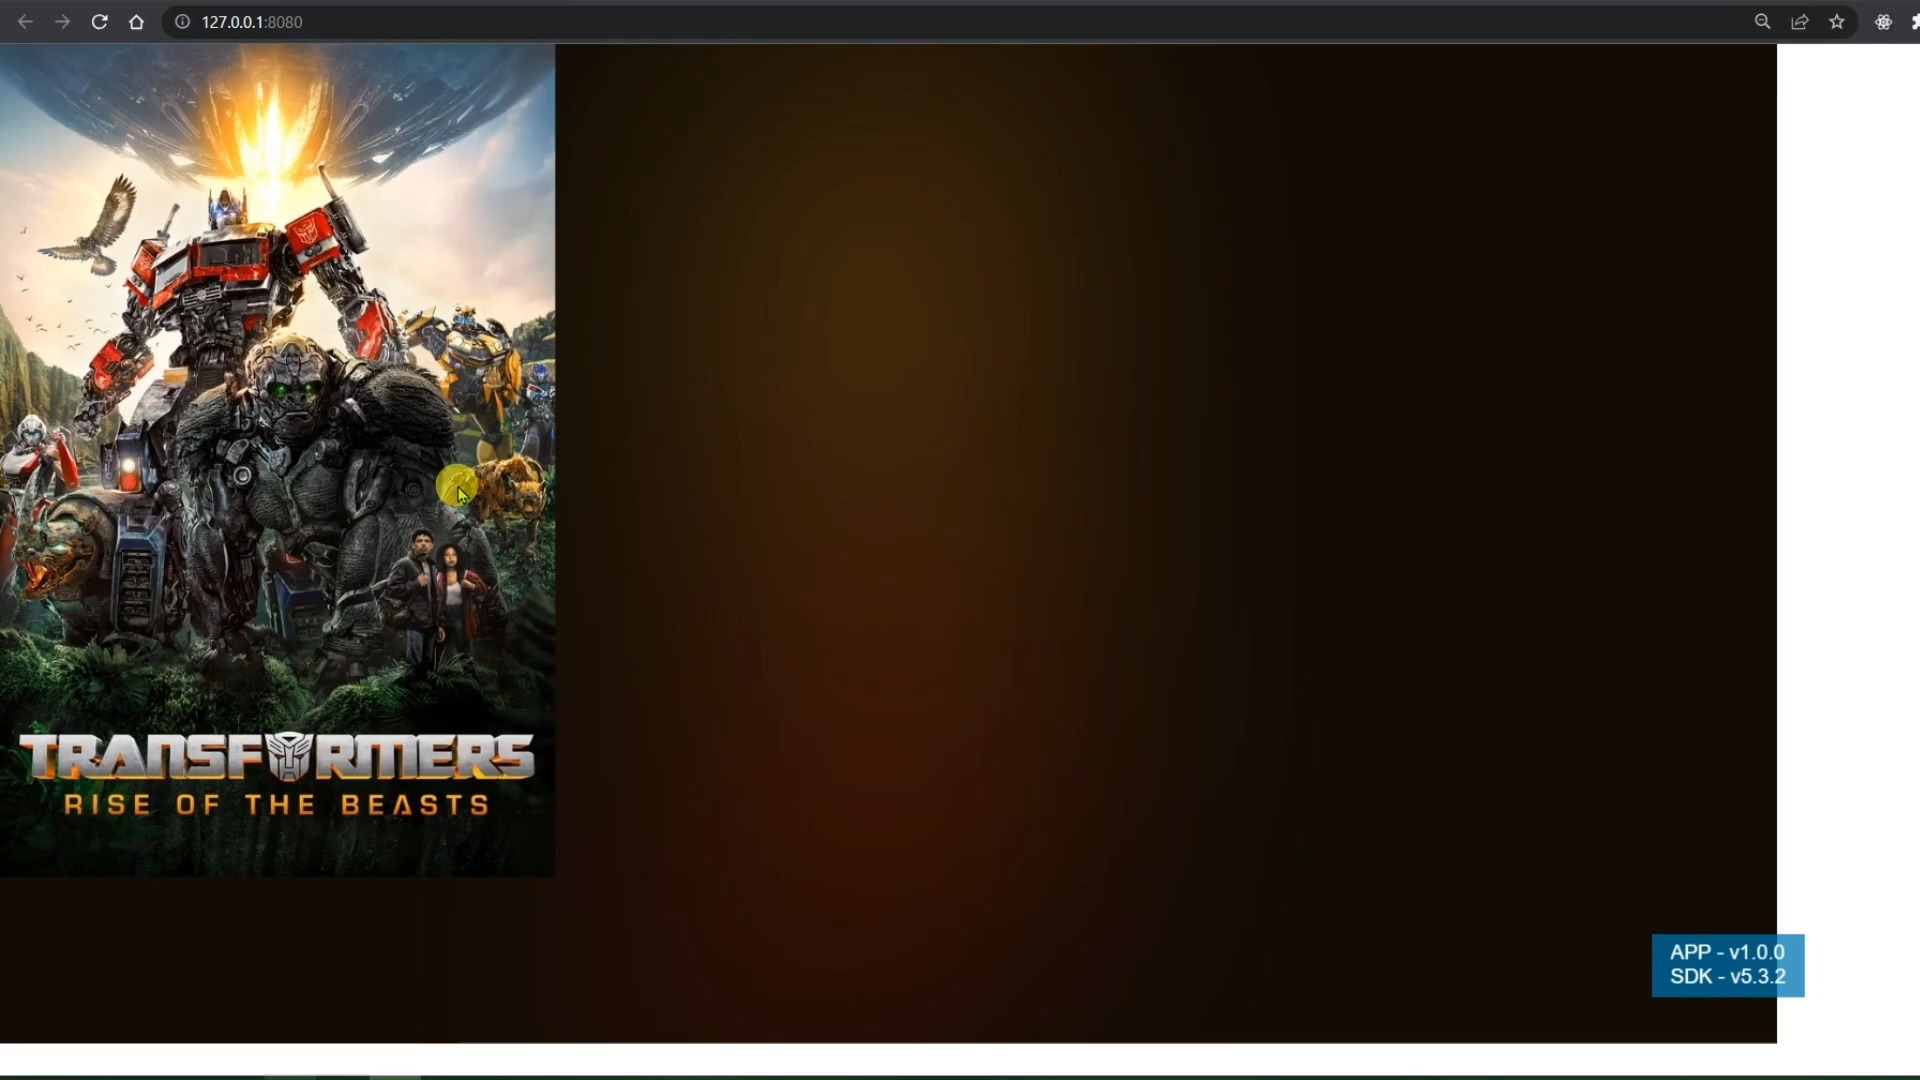 127.0.0.1:8080
TRANSFORMERS
RISE OF THE BEASTS
APP - v1.0.0
SDK - v5.3.2